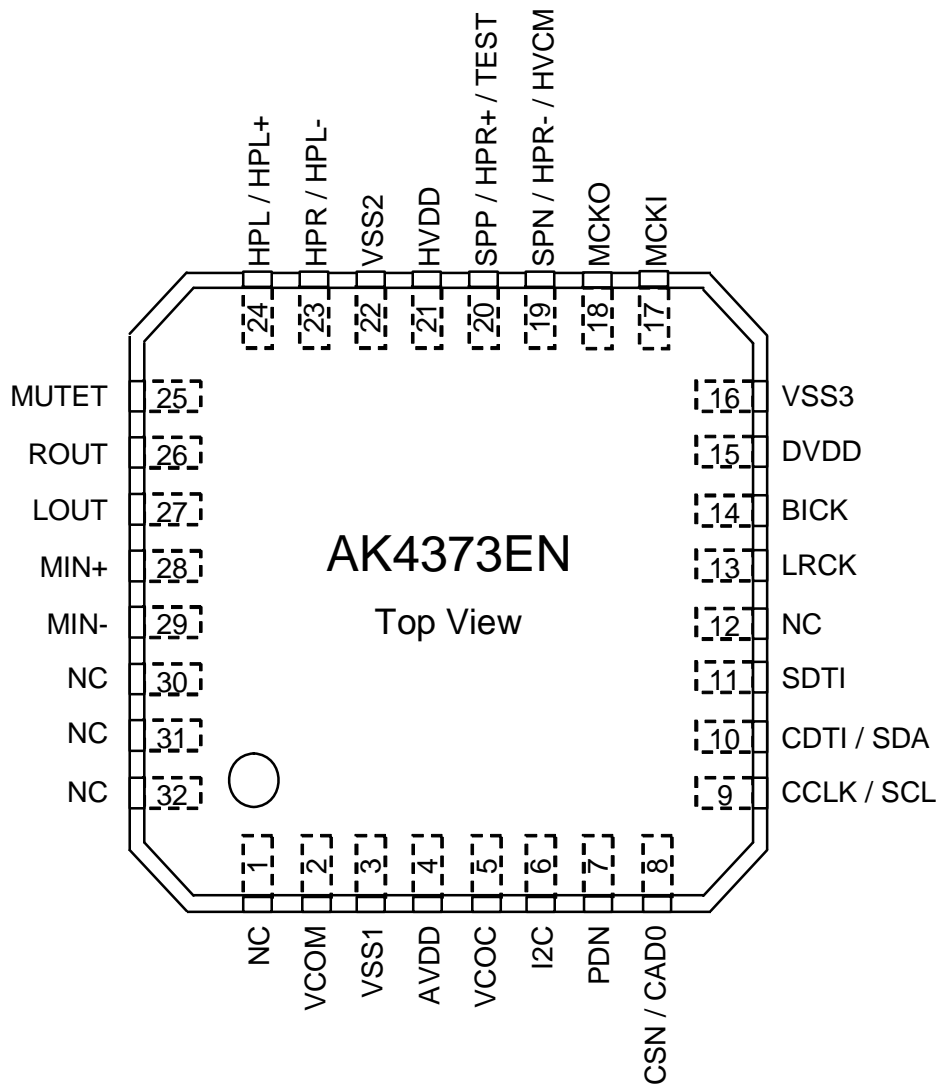 HPL / HPL+
HPR / HPL-
VSS2
HVDD
SPP / HPR+ / TEST
SPN / HPR- / HVCM
MCKO
MCKI
24
23
22
21
20
19
18
17
MUTET 25
ROUT 26
LOUT 27
MIN+ 28
MIN- 29
NC 30
NC 31
NC 32
AK4373EN
Top View
16 VSS3
15 DVDD
14 BICK
13 LRCK
12 NC
11 SDTI
10 CDTI / SDA
9 CCLK / SCL
1
2
3
4
5
6
7
8
NC
VCOM
VSS1
AVDD
VCOC
I2C
PDN
CSN / CAD0